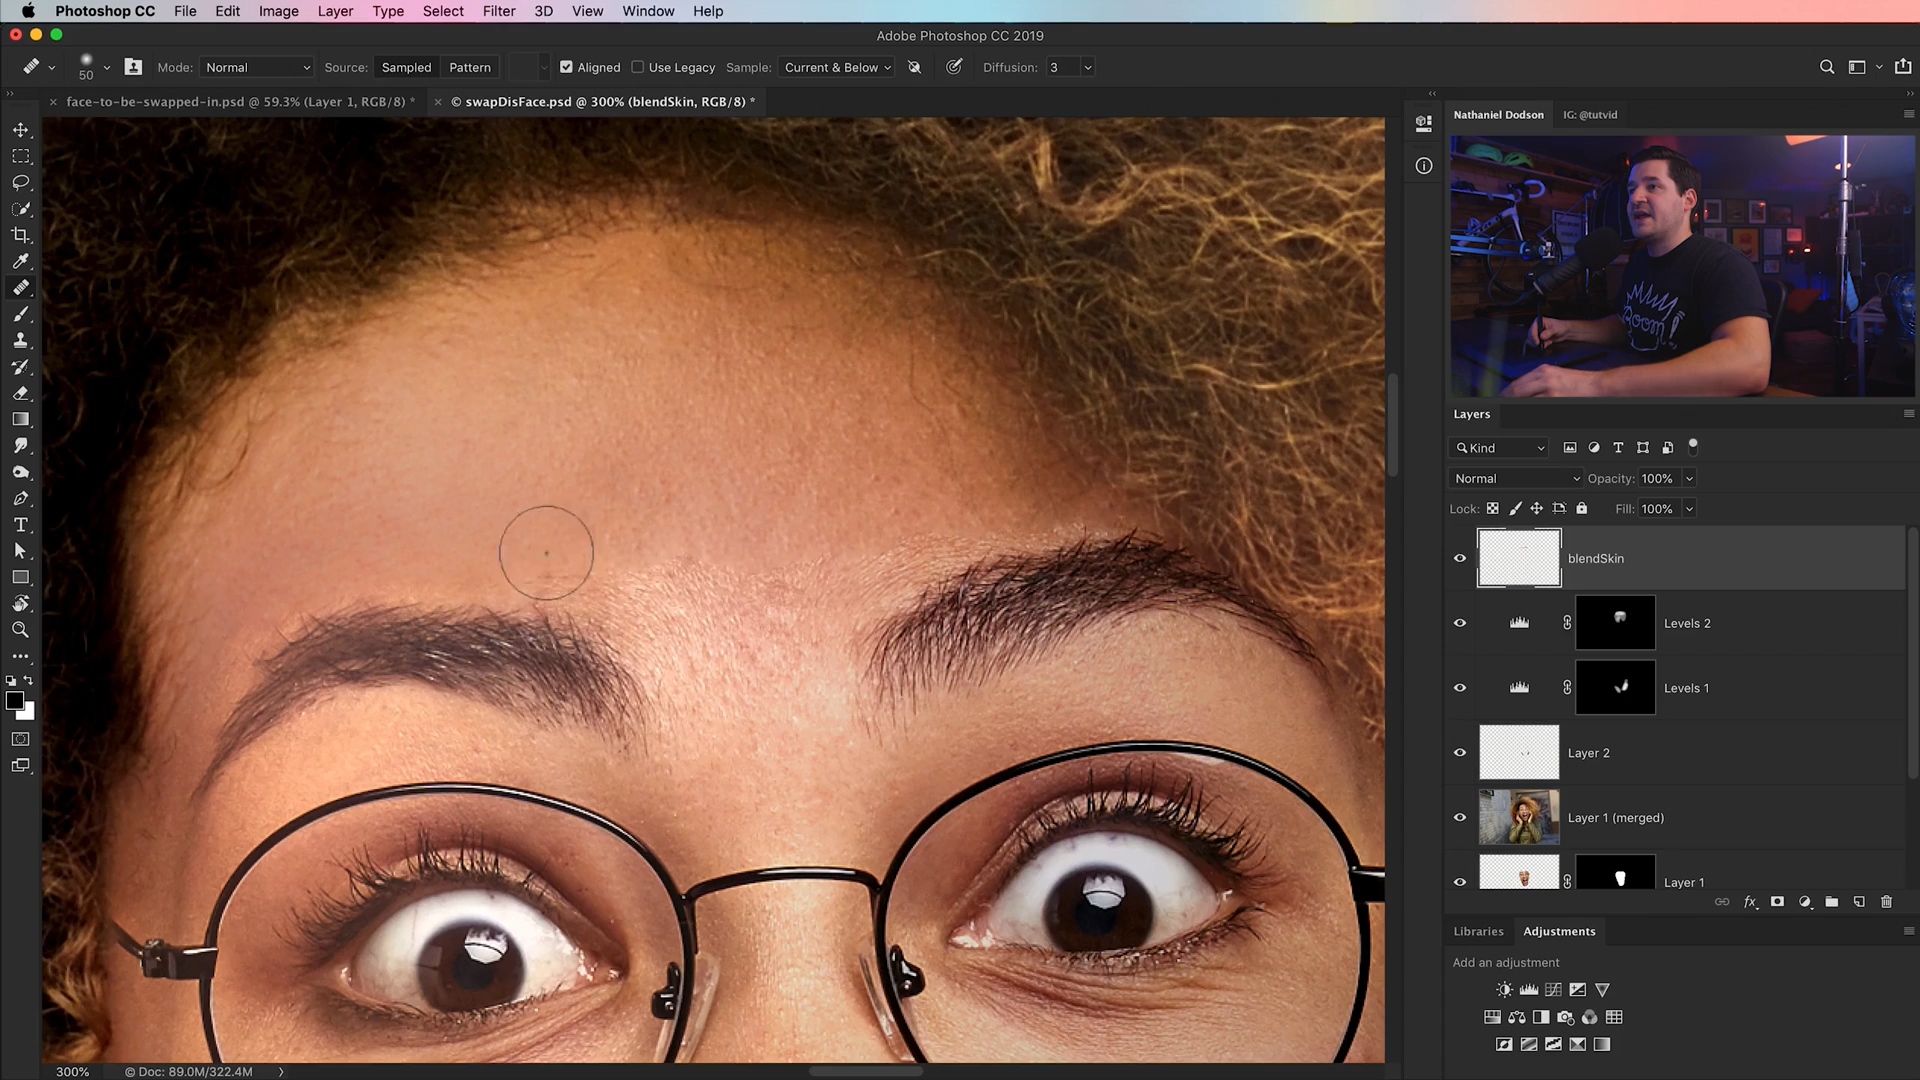 Photoshop CC File Edit Image Layer Type Select Filter 3D View Window Help
Adobe Photoshop CC 2019
50 Mode: Normal Source: Sampled Pattern Aligned Use Legacy Sample: Current & Below Diffusion: 3
face-to-be-swapped-in.psd @ 59.3% (Layer 1, RGB/8) * © swapDisFace.psd @ 300% (blendSkin, RGB/8) *
Nathaniel Dodson IG: @tutvid
Layers
Kind
Normal Opacity: 100%
Lock: Fill: 100%
blendSkin
Levels 2
Levels 1
Layer 2
Layer 1 (merged)
Layer 1
fx
Libraries Adjustments
Add an adjustment
300% © Doc: 89.0M/322.4M